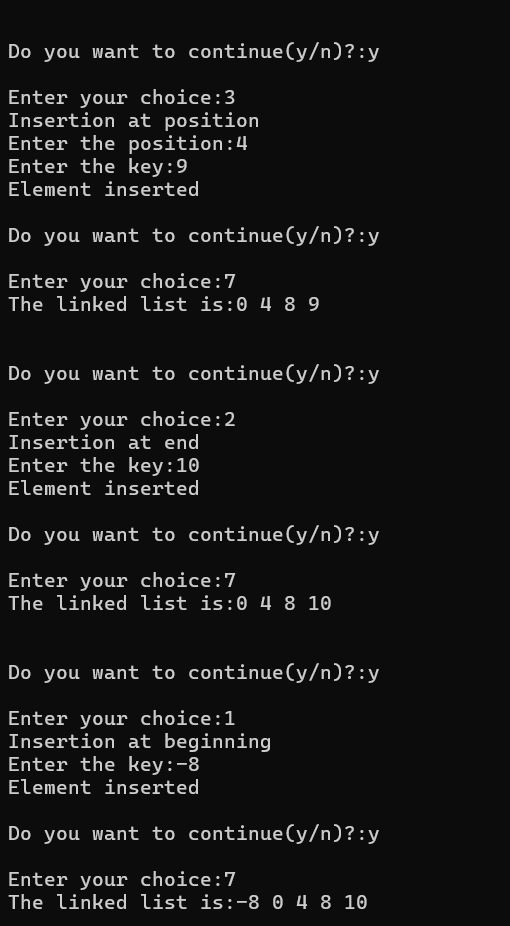 Do you want to continue(y/n)?:y
Enter your choice:3
Insertion at position
Enter the position:4
Enter the key:9
Element inserted
Do you want to continue(y/n)?:y
Enter your choice:7
The linked list is:0 4 8 9
Do you want to continue(y/n)?:y
Enter your choice:2
Insertion at end
Enter the key:10
Element inserted
Do you want to continue(y/n)?:y
Enter your choice:7
The linked list is:0 4 8 10
Do you want to continue(y/n)?:y
Enter your choice:1
Insertion at beginning
Enter the key:-8
Element inserted
Do you want to continue(y/n)?:y
Enter your choice:7
The linked list is:-8 0 4 8 10